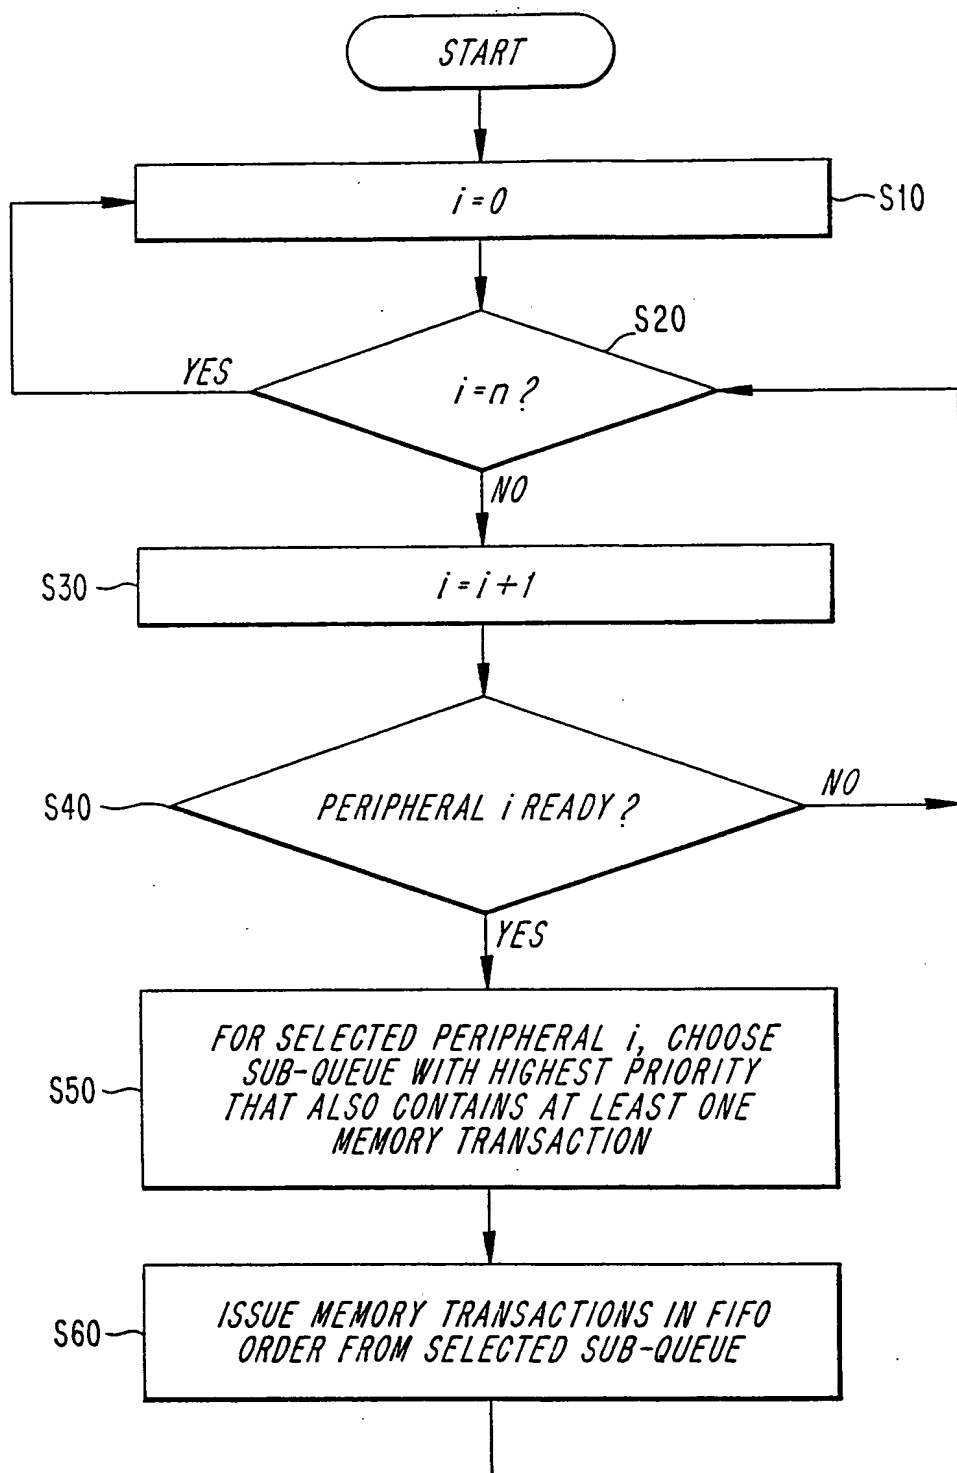 START
i=0
S10
S20
YES
i=n?
NO
S30
i=i+1
S40
PERIPHERAL i READY?
NO
YES
S50
FOR SELECTED PERIPHERAL i, CHOOSE
SUB-QUEUE WITH HIGHEST PRIORITY
THAT ALSO CONTAINS AT LEAST ONE
MEMORY TRANSACTION
S60
ISSUE MEMORY TRANSACTIONS IN FIFO
ORDER FROM SELECTED SUB-QUEUE